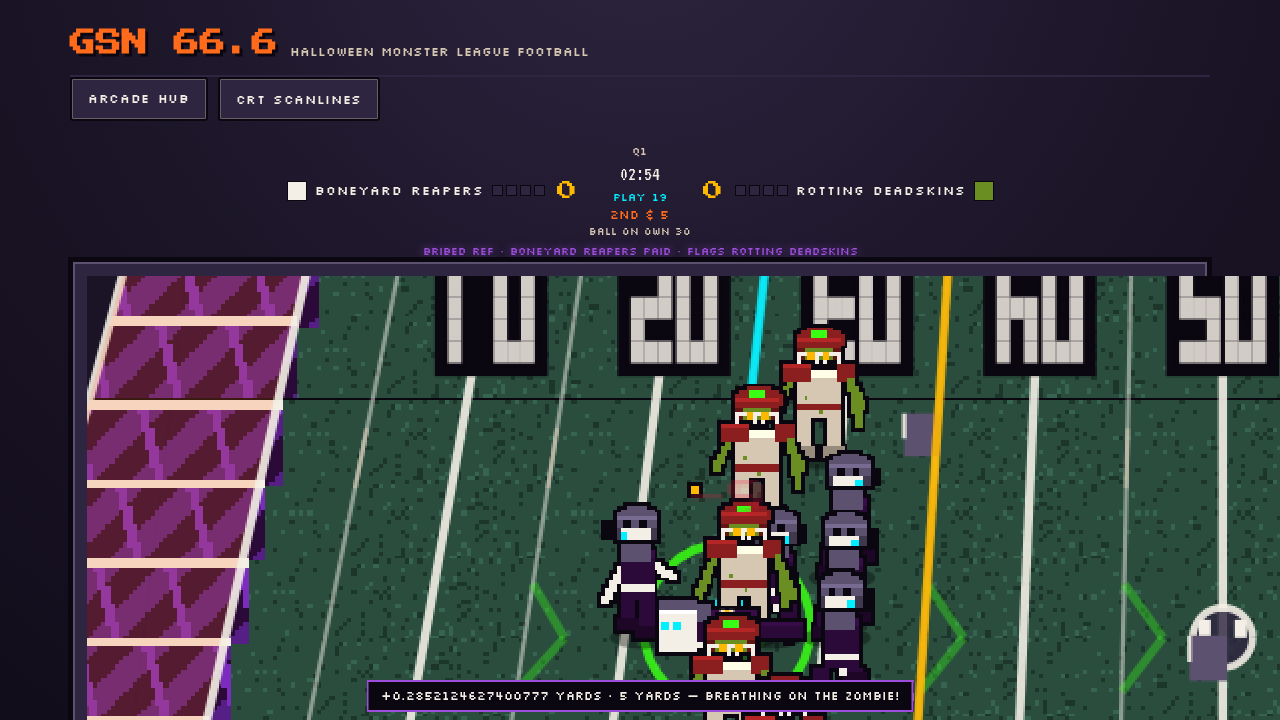 GSN 66.6 HALLOWEEN MONSTER LEAGUE FOOTBALL
ARCADE HUB CRT SCANLINES
Q1
02:54
BONEYARD REAPERS 0 0 ROTTING DEADSKINS
PLAY 19
2ND & 5
BALL ON OWN 30
BRIBED REF · BONEYARD REAPERS PAID · FLAGS ROTTING DEADSKINS
+0.2852124627400777 YARDS · 5 YARDS — BREATHING ON THE ZOMBIE!